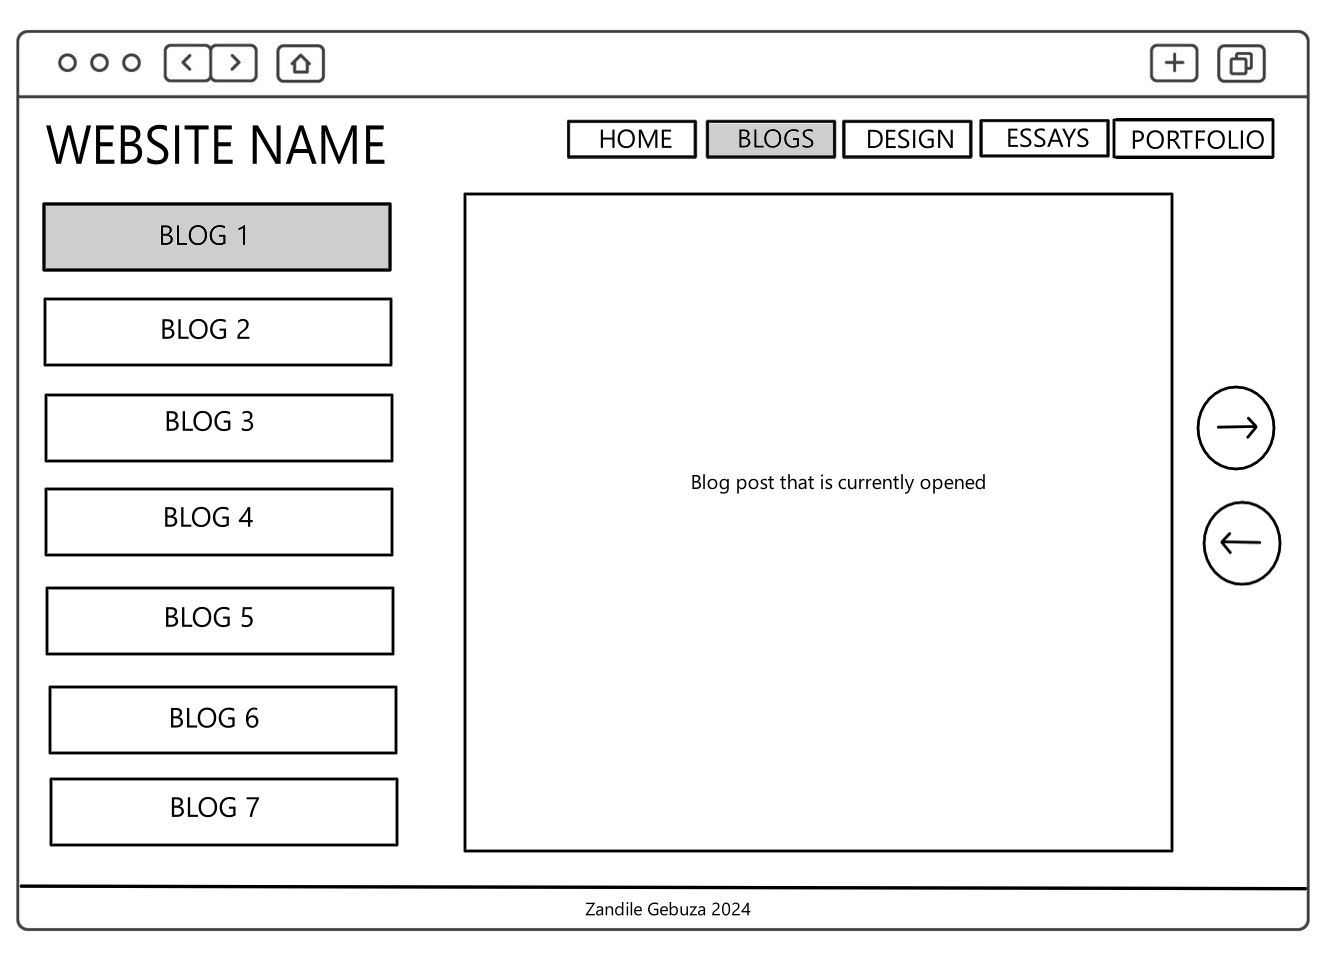 WEBSITE NAME
HOME
BLOGS
DESIGN
ESSAYS
PORTFOLIO
BLOG 1
BLOG 2
BLOG 3
BLOG 4
BLOG 5
BLOG 6
BLOG 7
Blog post that is currently opened
Zandile Gebuza 2024